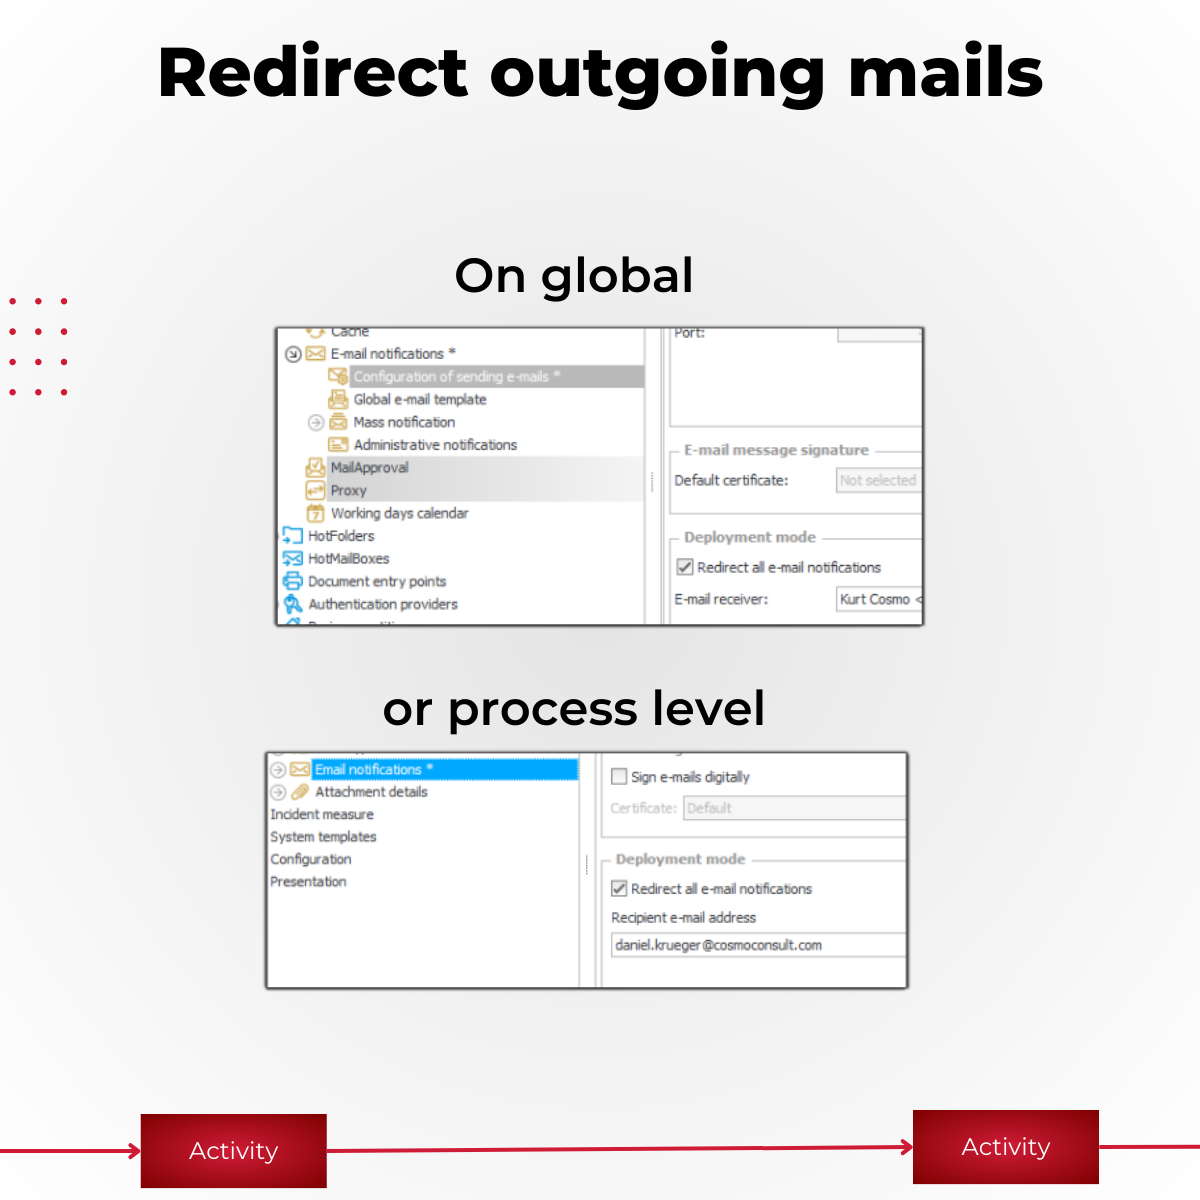 Redirect outgoing mails
On global
Cache
E-mail notifications *
Configuration of sending e-mails *
Global e-mail template
Mass notification
Administrative notifications
MailApproval
Proxy
Working days calendar
HotFolders
HotMailBoxes
Document entry points
Authentication providers
Port:
E-mail message signature
Default certificate: Not selected
Deployment mode
Redirect all e-mail notifications
E-mail receiver: Kurt Cosmo <
or process level
Email notifications *
Attachment details
Incident measure
System templates
Configuration
Presentation
Sign e-mails digitally
Certificate: Default
Deployment mode
Redirect all e-mail notifications
Recipient e-mail address
daniel.krueger@cosmoconsult.com
Activity
Activity